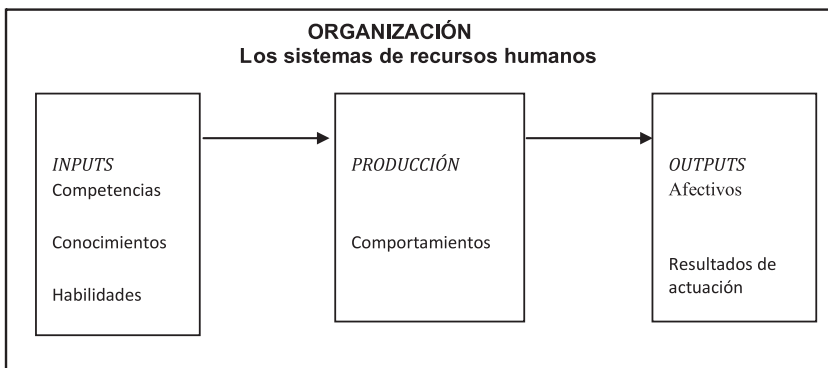 ORGANIZACIÓN
Los sistemas de recursos humanos
INPUTS
Competencias
Conocimientos
Habilidades
PRODUCCIÓN
Comportamientos
OUTPUTS
Afectivos
Resultados de
actuación